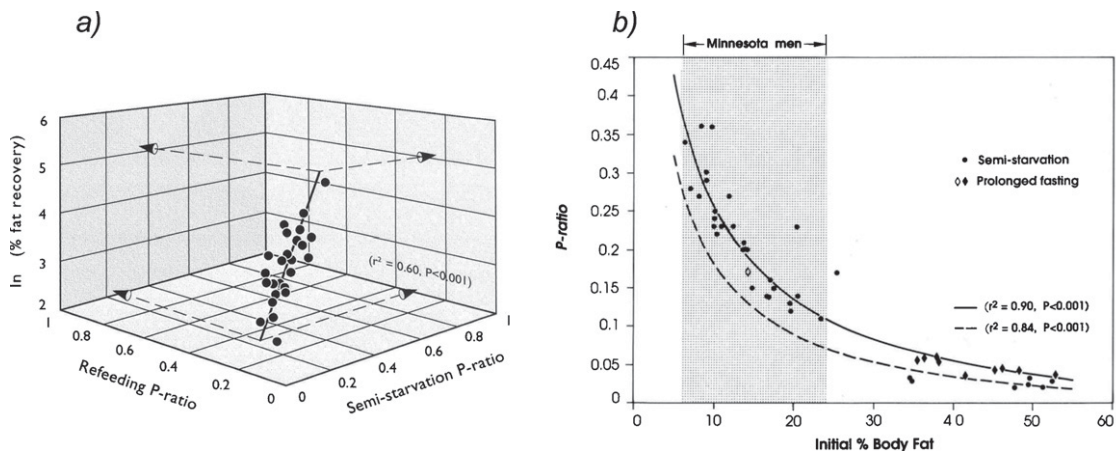 a)
ln (% fat recovery)
6
5
4
3
2
1
0.8
0.6
0.4
0.2
0
Refeeding P-ratio
0
0.2
0.4
0.6
0.8
1
Semi-starvation P-ratio
(r² = 0.60, P<0.001)
b)
Minnesota men
P-ratio
0.45
0.4
0.35
0.3
0.25
0.2
0.15
0.1
0.05
0
0
10
20
30
40
50
60
Initial % Body Fat
Semi-starvation
Prolonged fasting
(r² = 0.90, P<0.001)
(r² = 0.84, P<0.001)